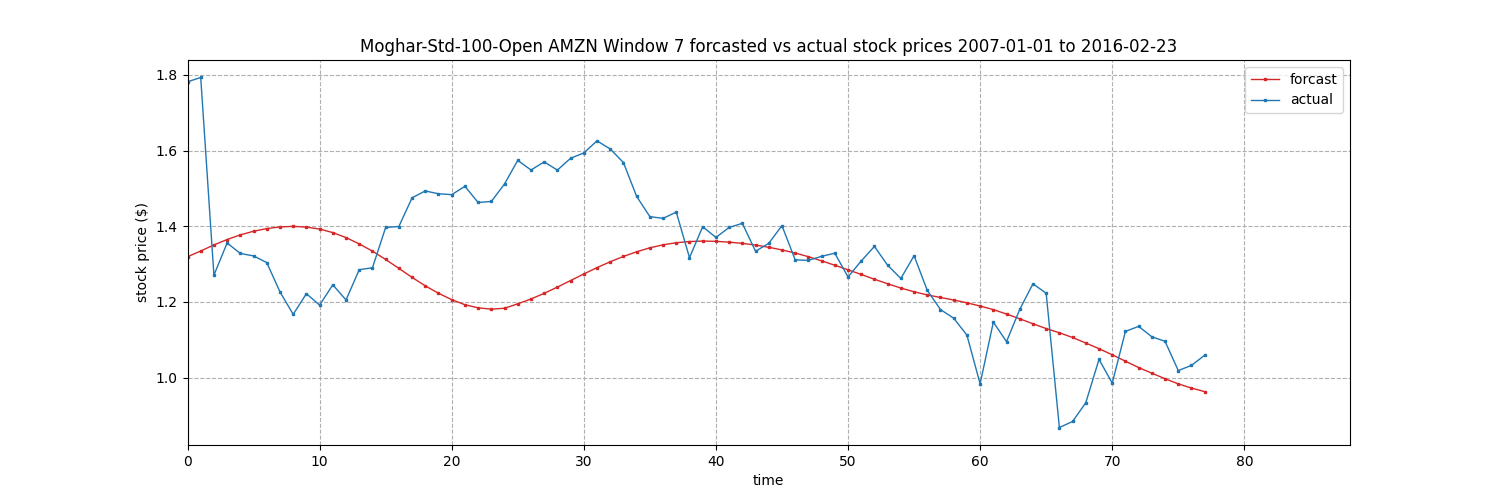 Moghar-Std-100-Open AMZN Window 7 forcasted vs actual stock prices 2007-01-01 to 2016-02-23
forcast
actual
stock price ($)
1.8
1.6
1.4
1.2
1.0
0 10 20 30 40 50 60 70 80
time